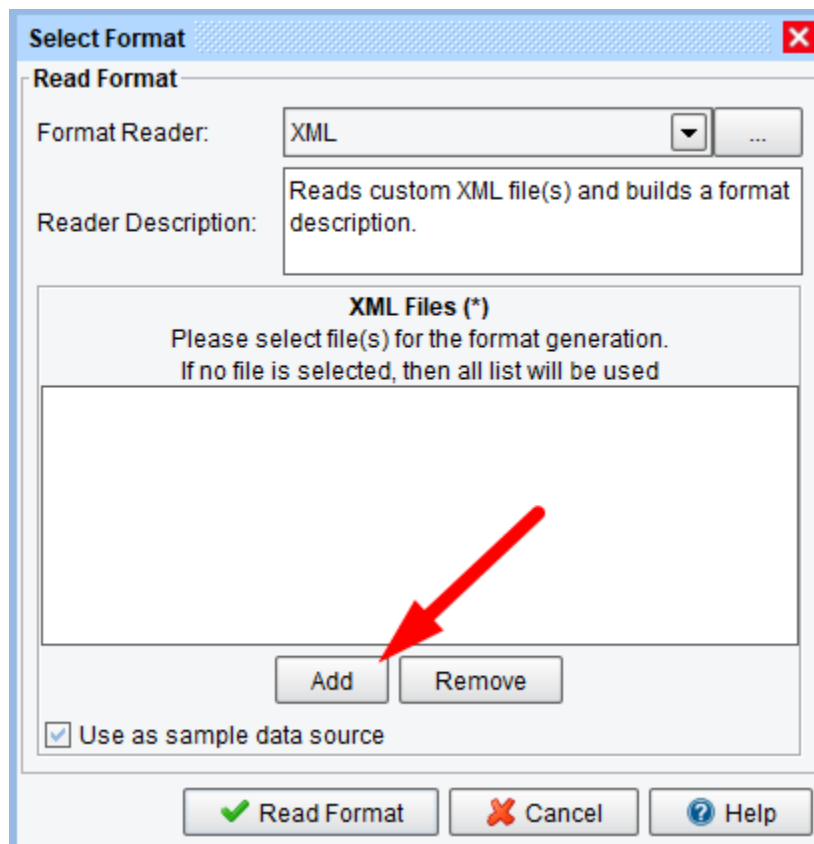 Select Format
Read Format
Format Reader:
XML
...
Reader Description:
Reads custom XML file(s) and builds a format
description.
XML Files (*)
Please select file(s) for the format generation.
If no file is selected, then all list will be used
Add
Remove
Use as sample data source
Read Format
Cancel
Help